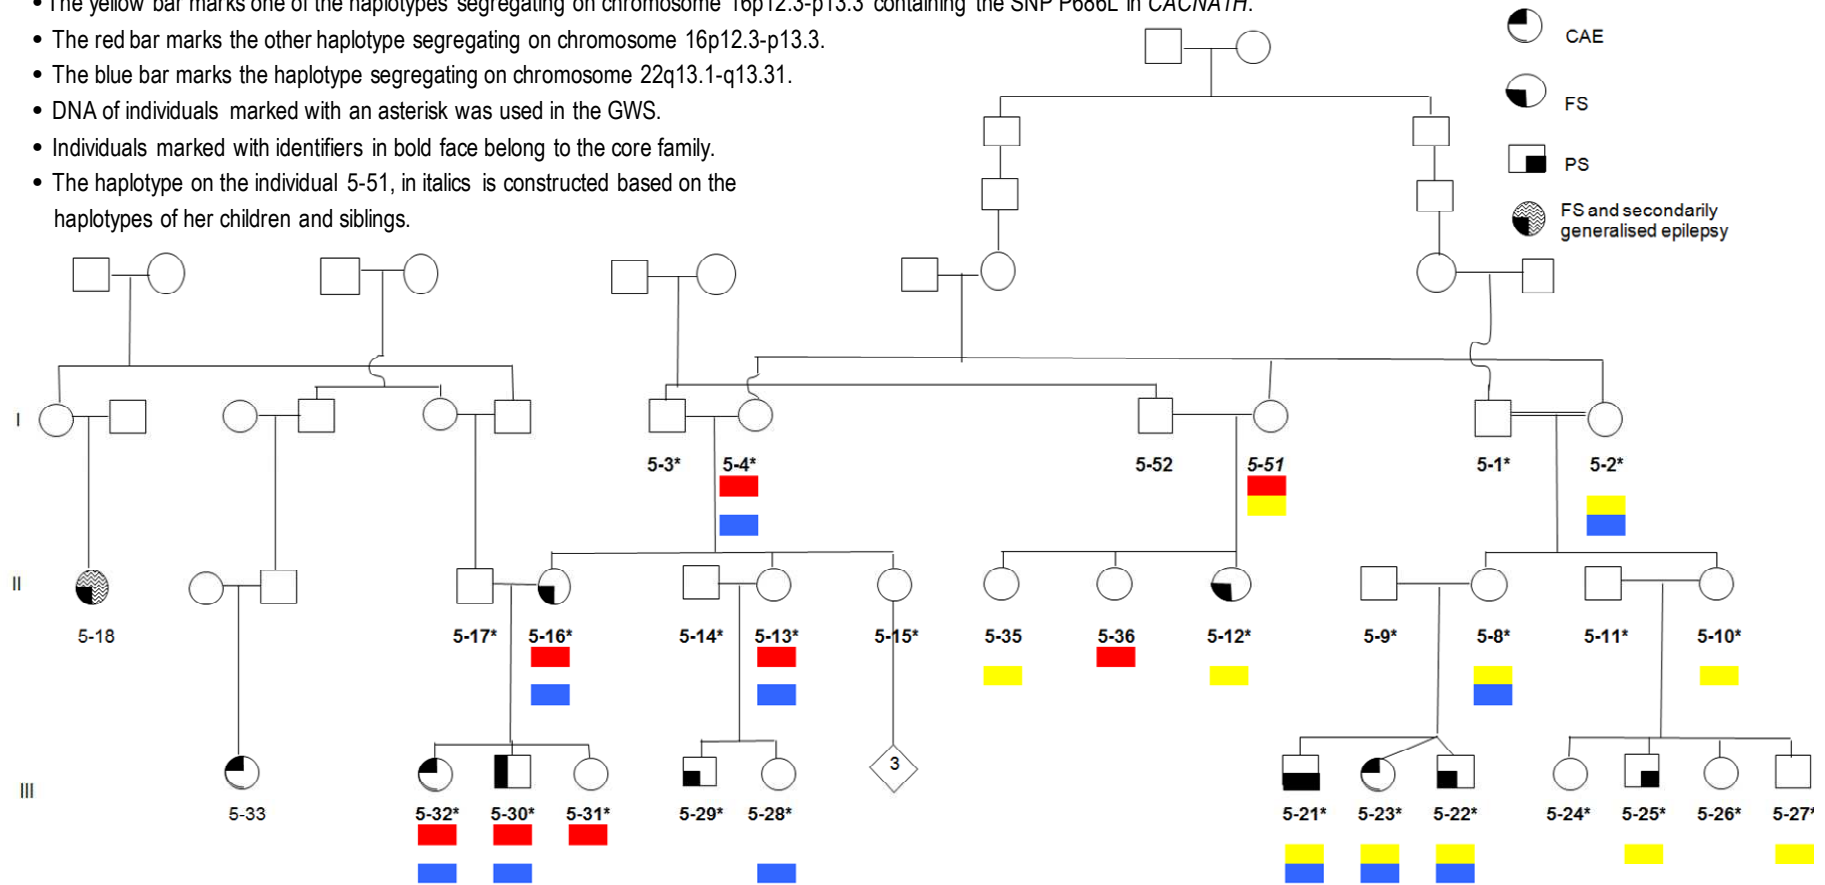 • The yellow bar marks one of the haplotypes segregating on chromosome 16p12.3-p13.3 containing the SNP P686L in CACNA1H.
• The red bar marks the other haplotype segregating on chromosome 16p12.3-p13.3.
• The blue bar marks the haplotype segregating on chromosome 22q13.1-q13.31.
• DNA of individuals marked with an asterisk was used in the GWS.
• Individuals marked with identifiers in bold face belong to the core family.
• The haplotype on the individual 5-51, in italics is constructed based on the
haplotypes of her children and siblings.
CAE
FS
PS
FS and secondarily
generalised epilepsy
I
5-3* 5-4* 5-52 5-51 5-1* 5-2*
II
5-18 5-17* 5-16* 5-14* 5-13* 5-15* 5-35 5-36 5-12* 5-9* 5-8* 5-11* 5-10*
3
III
5-33 5-32* 5-30* 5-31* 5-29* 5-28* 5-21* 5-23* 5-22* 5-24* 5-25* 5-26* 5-27*